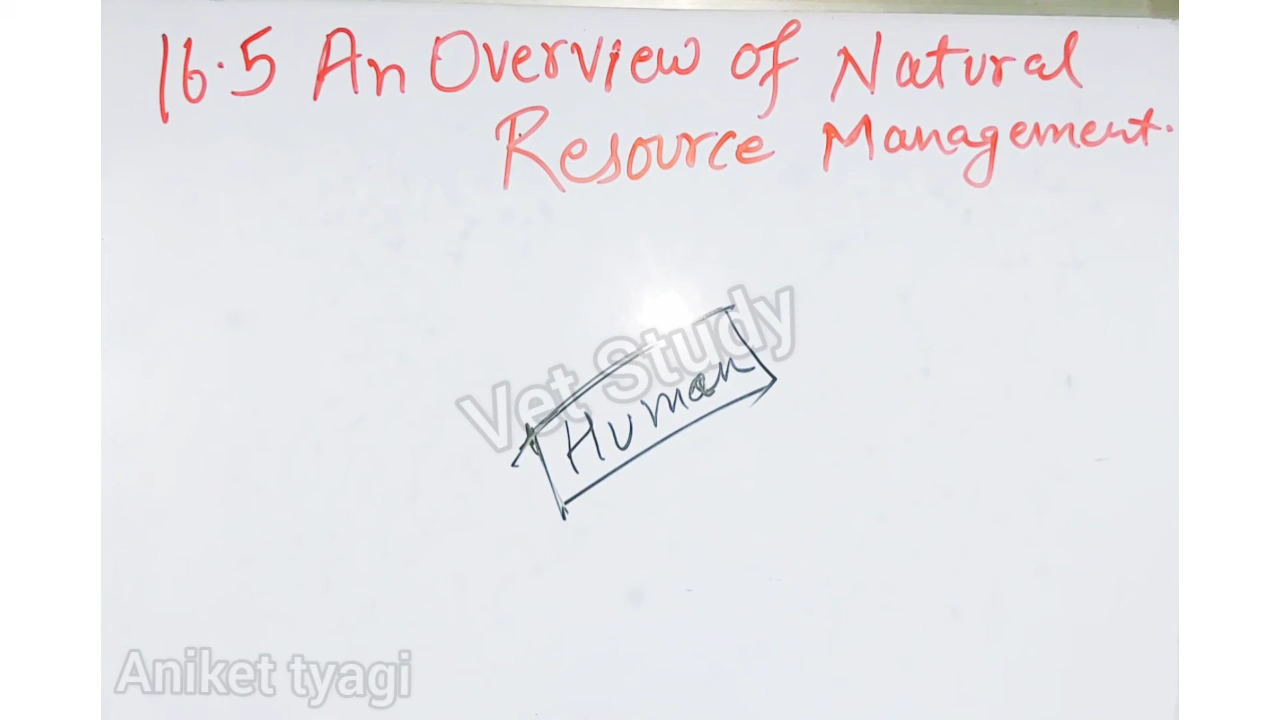 16.5 An Overview of Natural
Resource Management.
Vet Study
Human
Aniket tyagi